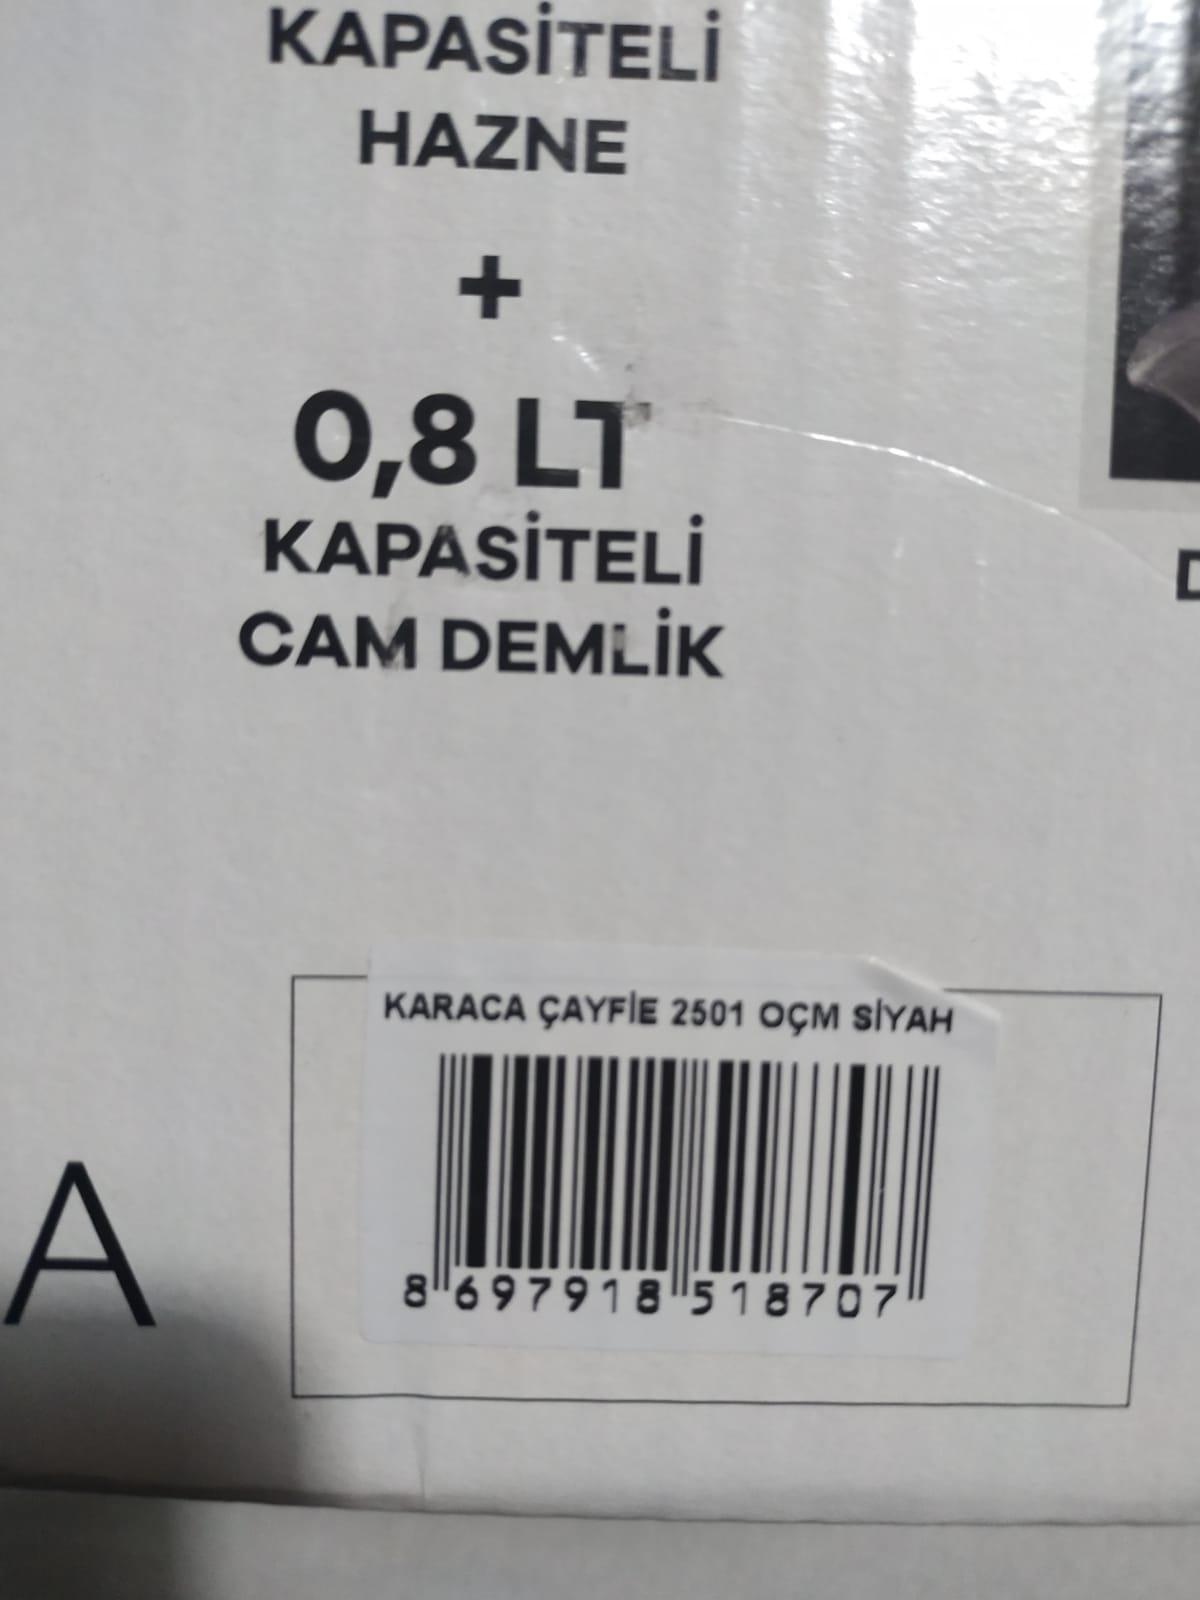 KAPASİTELİ
HAZNE
+
0,8 LT
KAPASİTELİ
CAM DEMLİK
D
KARACA ÇAYFİE 2501 OÇM SİYAH
8 697918 518707
A